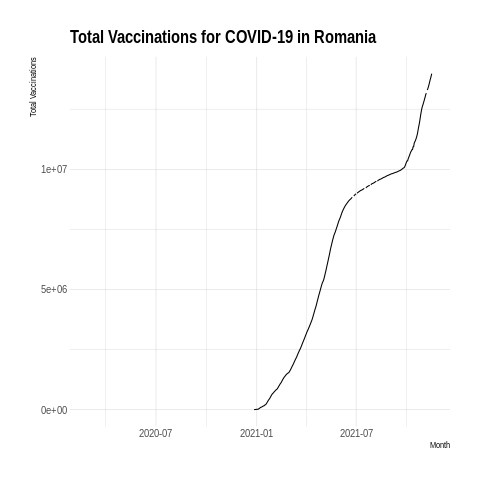 Total Vaccinations for COVID-19 in Romania
Total Vaccinations
1e+07
5e+06
0e+00
2020-07 2021-01 2021-07
Month